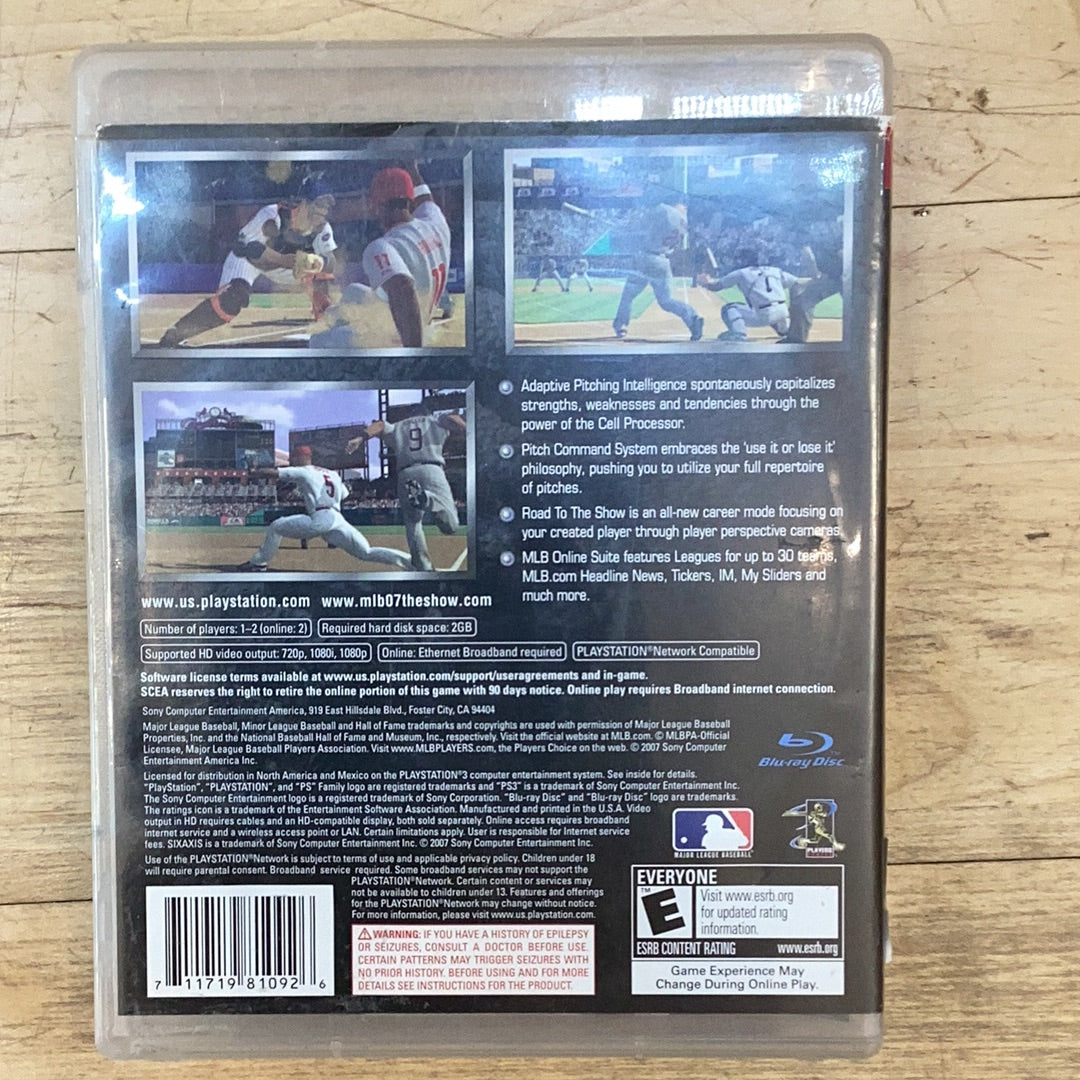 17
11
1
9
5
Adaptive Pitching Intelligence spontaneously capitalizes
strengths, weaknesses and tendencies through the
power of the Cell Processor.
Pitch Command System embraces the 'use it or lose it'
philosophy, pushing you to utilize your full repertoire
of pitches.
Road To The Show is an all-new career mode focusing on
your created player through player perspective cameras.
MLB Online Suite features Leagues for up to 30 teams,
MLB.com Headline News, Tickers, IM, My Sliders and
much more.
www.us.playstation.com www.mlb07theshow.com
Number of players: 1-2 (online: 2) Required hard disk space: 2GB
Supported HD video output: 720p, 1080i, 1080p Online: Ethernet Broadband required PLAYSTATION®Network Compatible
Software license terms available at www.us.playstation.com/support/useragreements and in-game.
SCEA reserves the right to retire the online portion of this game with 90 days notice. Online play requires Broadband internet connection.
Sony Computer Entertainment America, 919 East Hillsdale Blvd., Foster City, CA 94404
Major League Baseball, Minor League Baseball and Hall of Fame trademarks and copyrights are used with permission of Major League Baseball
Properties, Inc. and the National Baseball Hall of Fame and Museum, Inc., respectively. Visit the official website at MLB.com. © MLBPA-Official
Licensee, Major League Baseball Players Association. Visit www.MLBPLAYERS.com, the Players Choice on the web. © 2007 Sony Computer
Entertainment America Inc.
Blu-ray Disc
Licensed for distribution in North America and Mexico on the PLAYSTATION®3 computer entertainment system. See inside for details.
"PlayStation", "PLAYSTATION", and "PS" Family logo are registered trademarks and "PS3" is a trademark of Sony Computer Entertainment Inc.
The Sony Computer Entertainment logo is a registered trademark of Sony Corporation. "Blu-ray Disc" and "Blu-ray Disc" logo are trademarks.
The ratings icon is a trademark of the Entertainment Software Association. Manufactured and printed in the U.S.A. Video
output in HD requires cables and an HD-compatible display, both sold separately. Online access requires broadband
internet service and a wireless access point or LAN. Certain limitations apply. User is responsible for Internet service
fees. SIXAXIS is a trademark of Sony Computer Entertainment Inc. © 2007 Sony Computer Entertainment Inc.
MAJOR LEAGUE BASEBALL
PLAYERS
Use of the PLAYSTATION®Network is subject to terms of use and applicable privacy policy. Children under 18
will require parental consent. Broadband service required. Some broadband services may not support the
PLAYSTATION®Network. Certain content or services may
not be available to children under 13. Features and offerings
for the PLAYSTATION®Network may change without notice.
For more information, please visit www.us.playstation.com.
WARNING: IF YOU HAVE A HISTORY OF EPILEPSY
OR SEIZURES, CONSULT A DOCTOR BEFORE USE.
CERTAIN PATTERNS MAY TRIGGER SEIZURES WITH
NO PRIOR HISTORY. BEFORE USING AND FOR MORE
DETAILS SEE INSTRUCTIONS FOR THE PRODUCT.
7 11719 81092 6
EVERYONE
E™
Visit www.esrb.org
for updated rating
information.
ESRB CONTENT RATING www.esrb.org
Game Experience May
Change During Online Play.